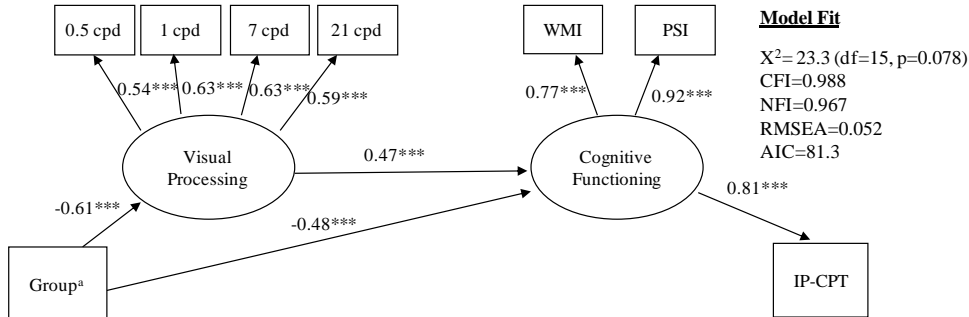 0.5 cpd
1 cpd
7 cpd
21 cpd
WMI
PSI
Model Fit
X²= 23.3 (df=15, p=0.078)
CFI=0.988
NFI=0.967
RMSEA=0.052
AIC=81.3
0.54***
0.63***
0.63***
0.59***
0.77***
0.92***
Visual
Processing
0.47***
Cognitive
Functioning
0.81***
-0.61***
-0.48***
Groupᵃ
IP-CPT